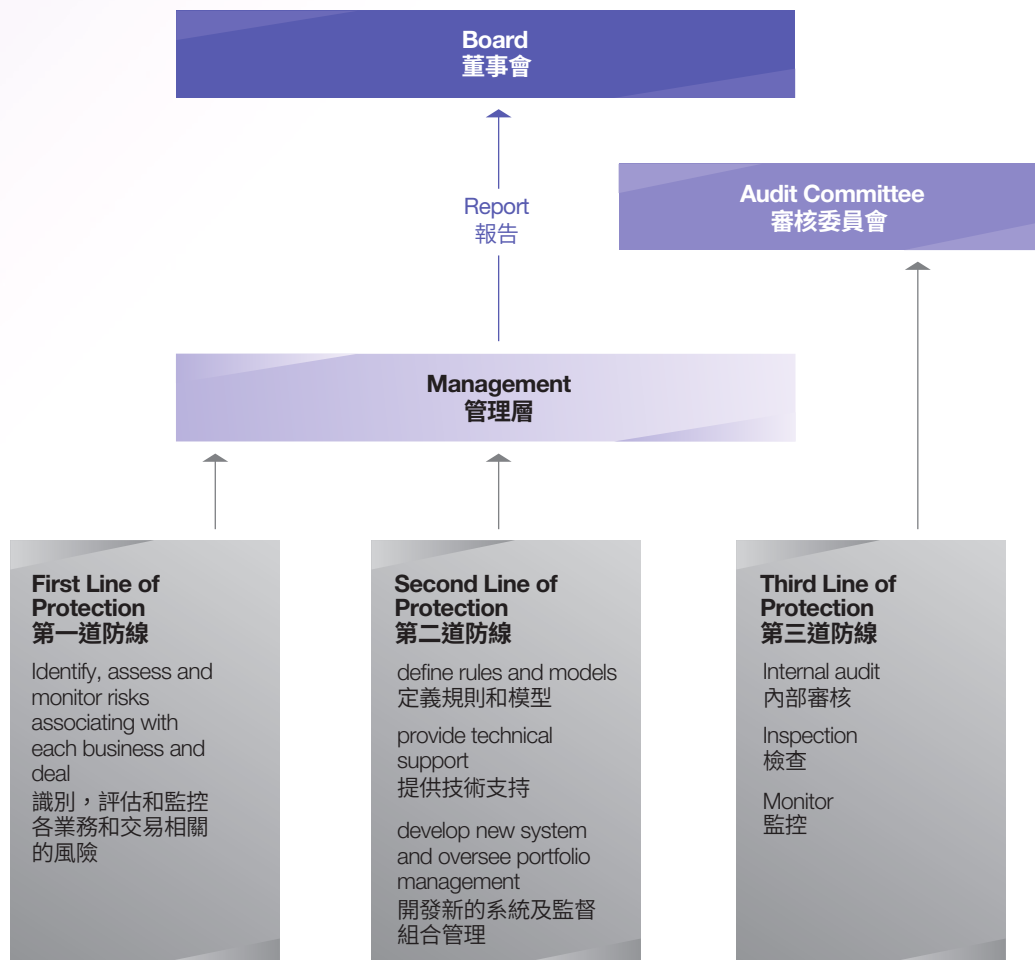 Board
董事會
Audit Committee
審核委員會
Report
報告
Management
管理層
First Line of
Protection
第一道防線
Identify, assess and
monitor risks
associating with
each business and
deal
識別，評估和監控
各業務和交易相關
的風險
Second Line of
Protection
第二道防線
define rules and models
定義規則和模型
provide technical
support
提供技術支持
develop new system
and oversee portfolio
management
開發新的系統及監督
組合管理
Third Line of
Protection
第三道防線
Internal audit
內部審核
Inspection
檢查
Monitor
監控